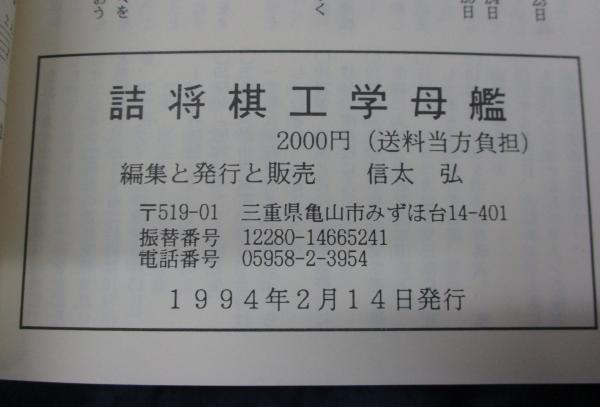 詰将棋工学母艦
2000円（送料当方負担）
編集と発行と販売　信太　弘
〒519-01　三重県亀山市みずほ台14-401
振替番号　12280-14665241
電話番号　05958-2-3954
１９９４年２月１４日発行